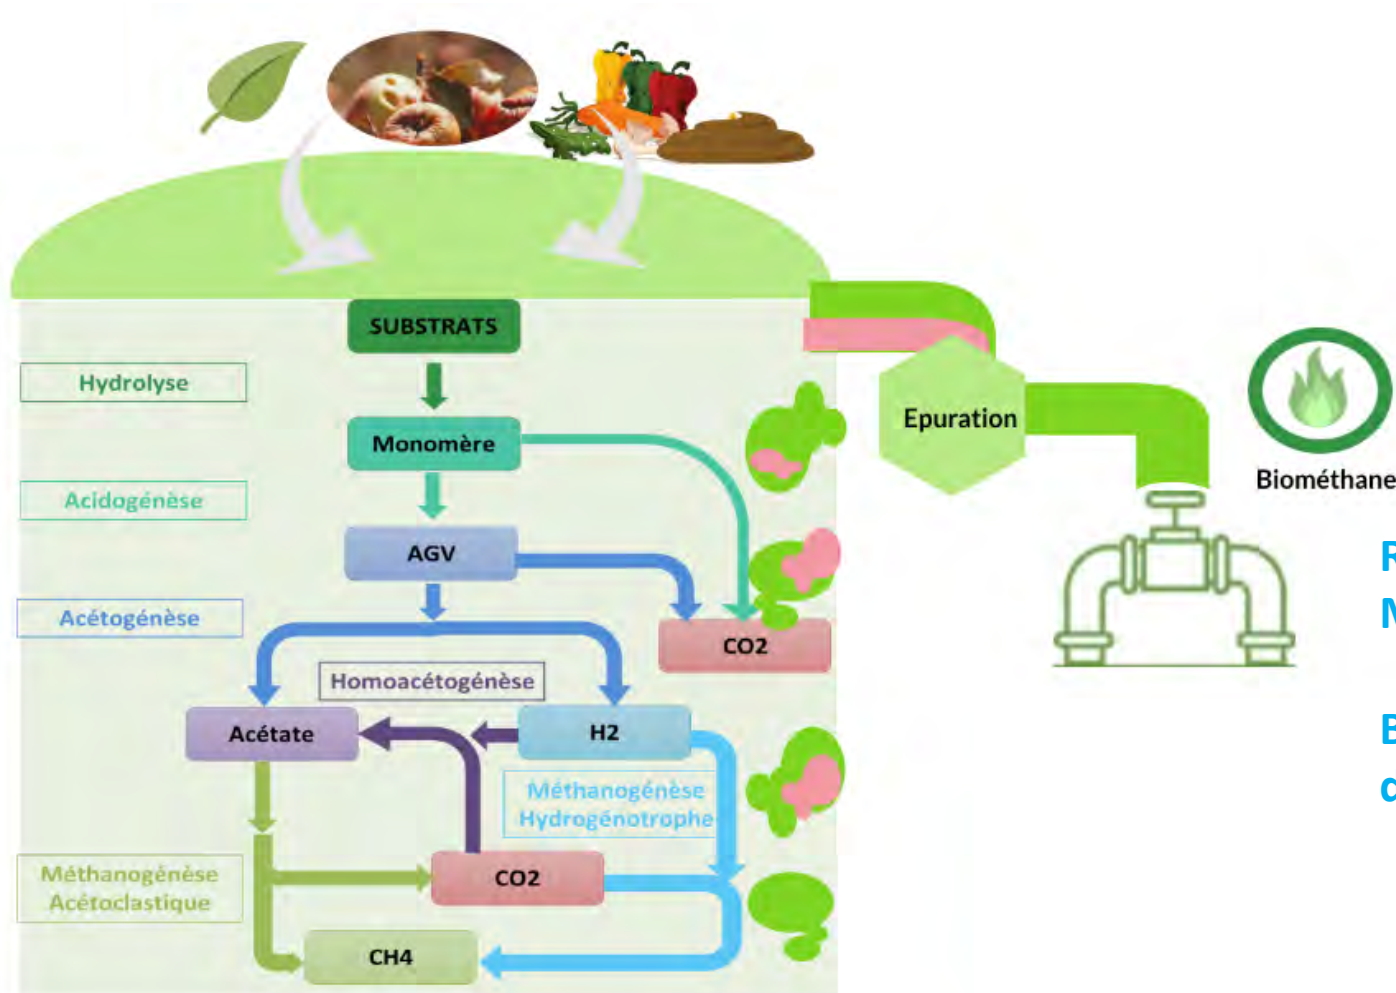 SUBSTRATS
Hydrolyse
Monomère
Epuration
Biométhane
Acidogénèse
AGV
Acétogénèse
CO2
Homoacétogénèse
Acétate
H2
Méthanogénèse
Hydrogénotrophe
Méthanogénèse
Acétoclastique
CO2
CH4